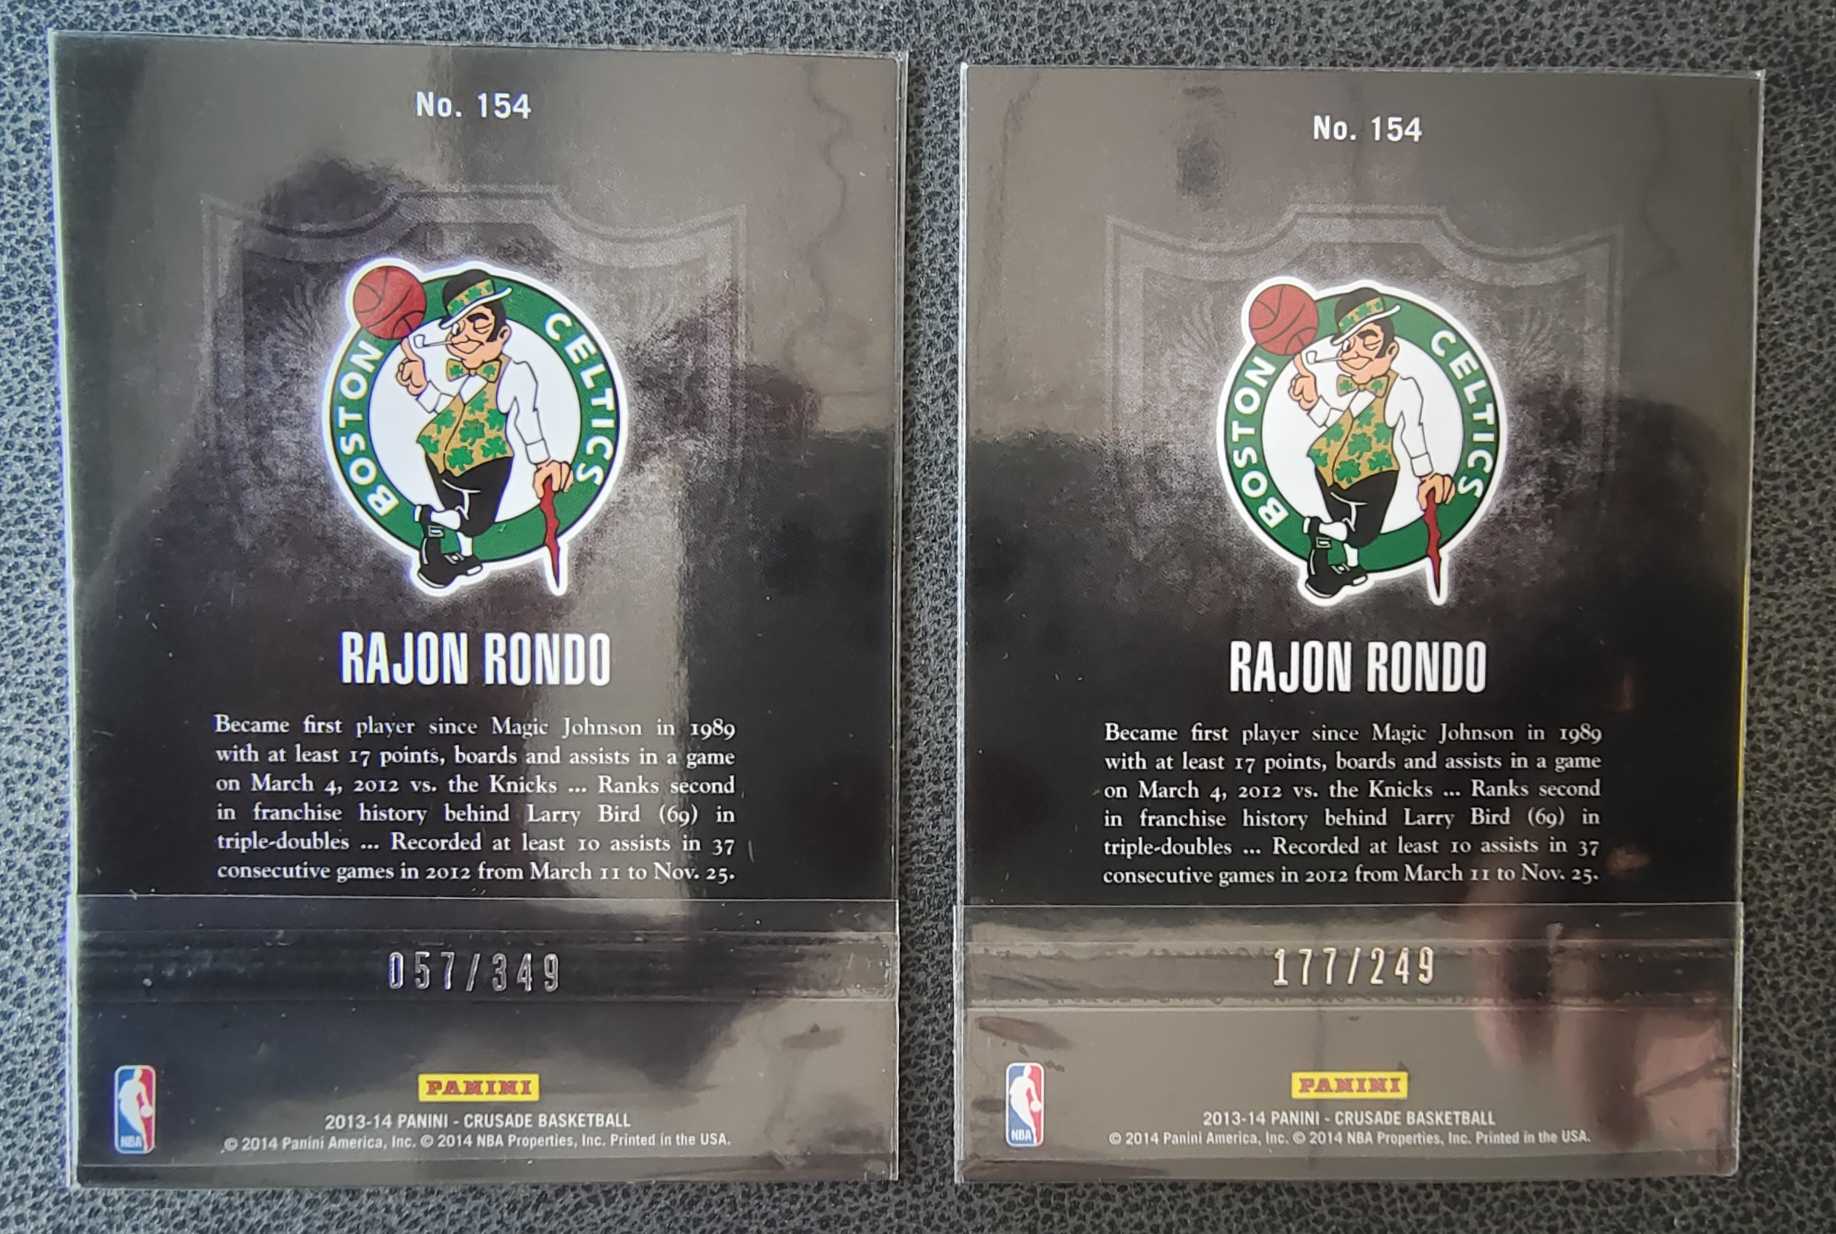 No. 154
BOSTON CELTICS
RAJON RONDO
Became first player since Magic Johnson in 1989
with at least 17 points, boards and assists in a game
on March 4, 2012 vs. the Knicks ... Ranks second
in franchise history behind Larry Bird (69) in
triple-doubles ... Recorded at least 10 assists in 37
consecutive games in 2012 from March 11 to Nov. 25.
057/349
PANINI
NBA
2013-14 PANINI - CRUSADE BASKETBALL
© 2014 Panini America, Inc. © 2014 NBA Properties, Inc. Printed in the USA.
No. 154
BOSTON CELTICS
RAJON RONDO
Became first player since Magic Johnson in 1989
with at least 17 points, boards and assists in a game
on March 4, 2012 vs. the Knicks ... Ranks second
in franchise history behind Larry Bird (69) in
triple-doubles ... Recorded at least 10 assists in 37
consecutive games in 2012 from March 11 to Nov. 25.
177/249
PANINI
NBA
2013-14 PANINI - CRUSADE BASKETBALL
© 2014 Panini America, Inc. © 2014 NBA Properties, Inc. Printed in the USA.